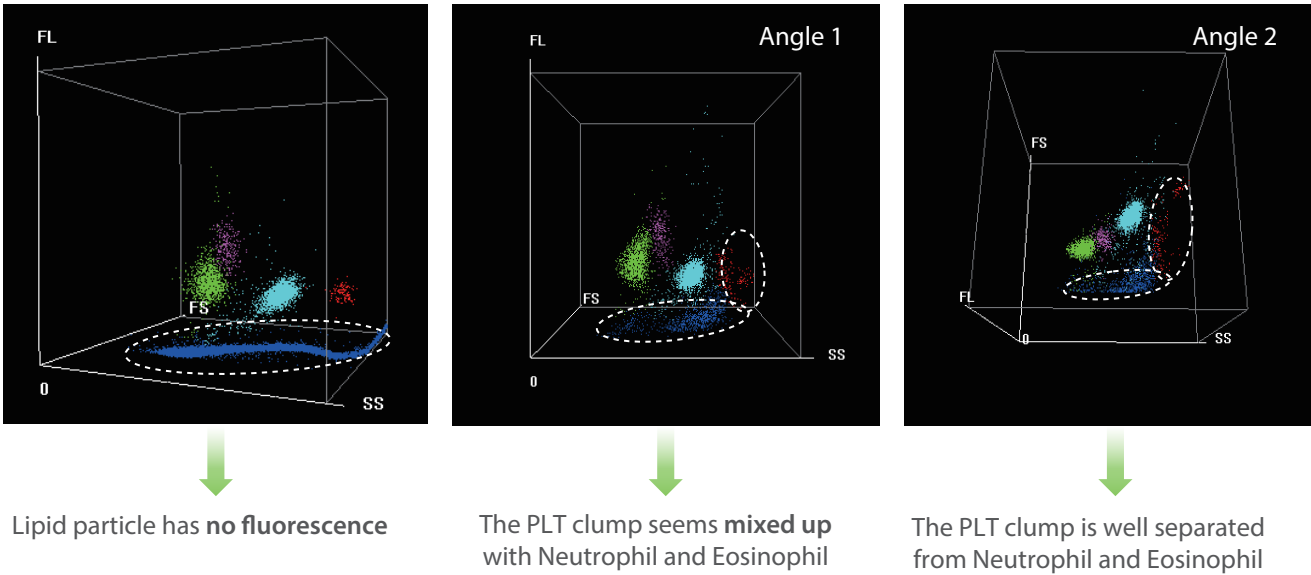 FL
FS
0
SS
Lipid particle has no fluorescence
Angle 1
FL
FS
SS
0
The PLT clump seems mixed up
with Neutrophil and Eosinophil
Angle 2
FS
FL
0
SS
The PLT clump is well separated
from Neutrophil and Eosinophil